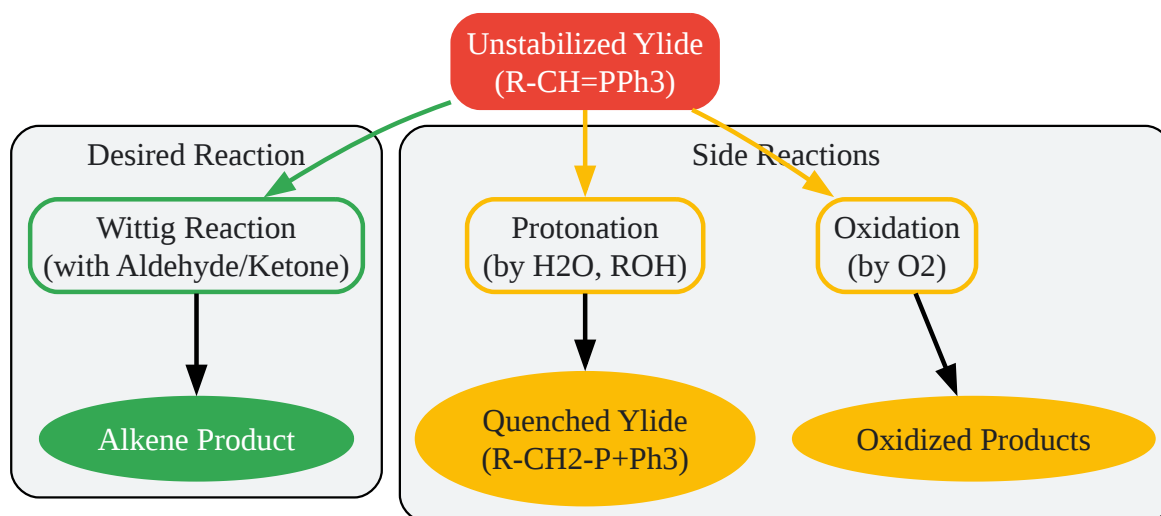 Unstabilized Ylide
(R-CH=PPh3)
Desired Reaction
Side Reactions
Wittig Reaction
(with Aldehyde/Ketone)
Protonation
(by H2O, ROH)
Oxidation
(by O2)
Alkene Product
Quenched Ylide
(R-CH2-P+Ph3)
Oxidized Products